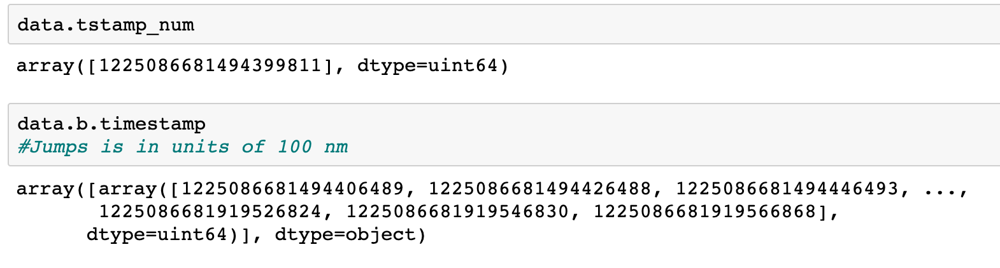 data.tstamp_num
array([1225086681494399811], dtype=uint64)
data.b.timestamp
#Jumps is in units of 100 nm
array([array([1225086681494406489, 1225086681494426488, 1225086681494446493, ...,
1225086681919526824, 1225086681919546830, 1225086681919566868],
dtype=uint64)], dtype=object)